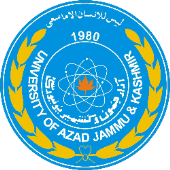 لیس للانسان الا ما سعی
1980
آزاد جموں و کشمیر یونیورسٹی
UNIVERSITY OF AZAD JAMMU & KASHMIR